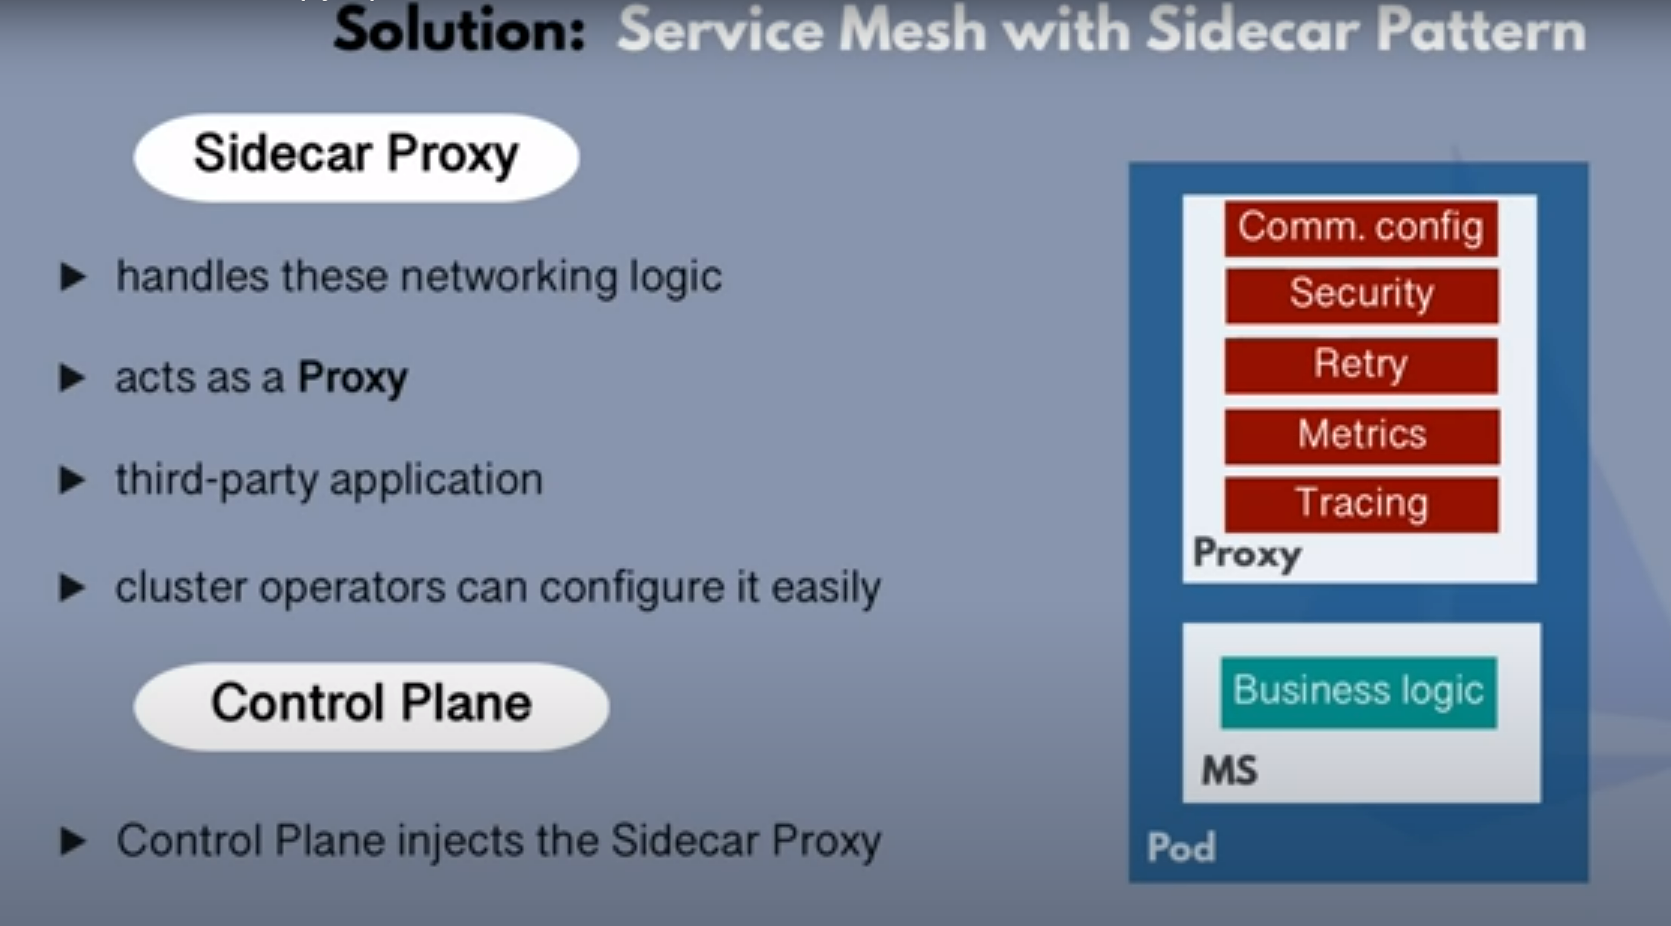 Solution: Service Mesh with Sidecar Pattern
Sidecar Proxy
handles these networking logic
acts as a Proxy
third-party application
cluster operators can configure it easily
Control Plane
Control Plane injects the Sidecar Proxy
Comm. config
Security
Retry
Metrics
Tracing
Proxy
Business logic
MS
Pod